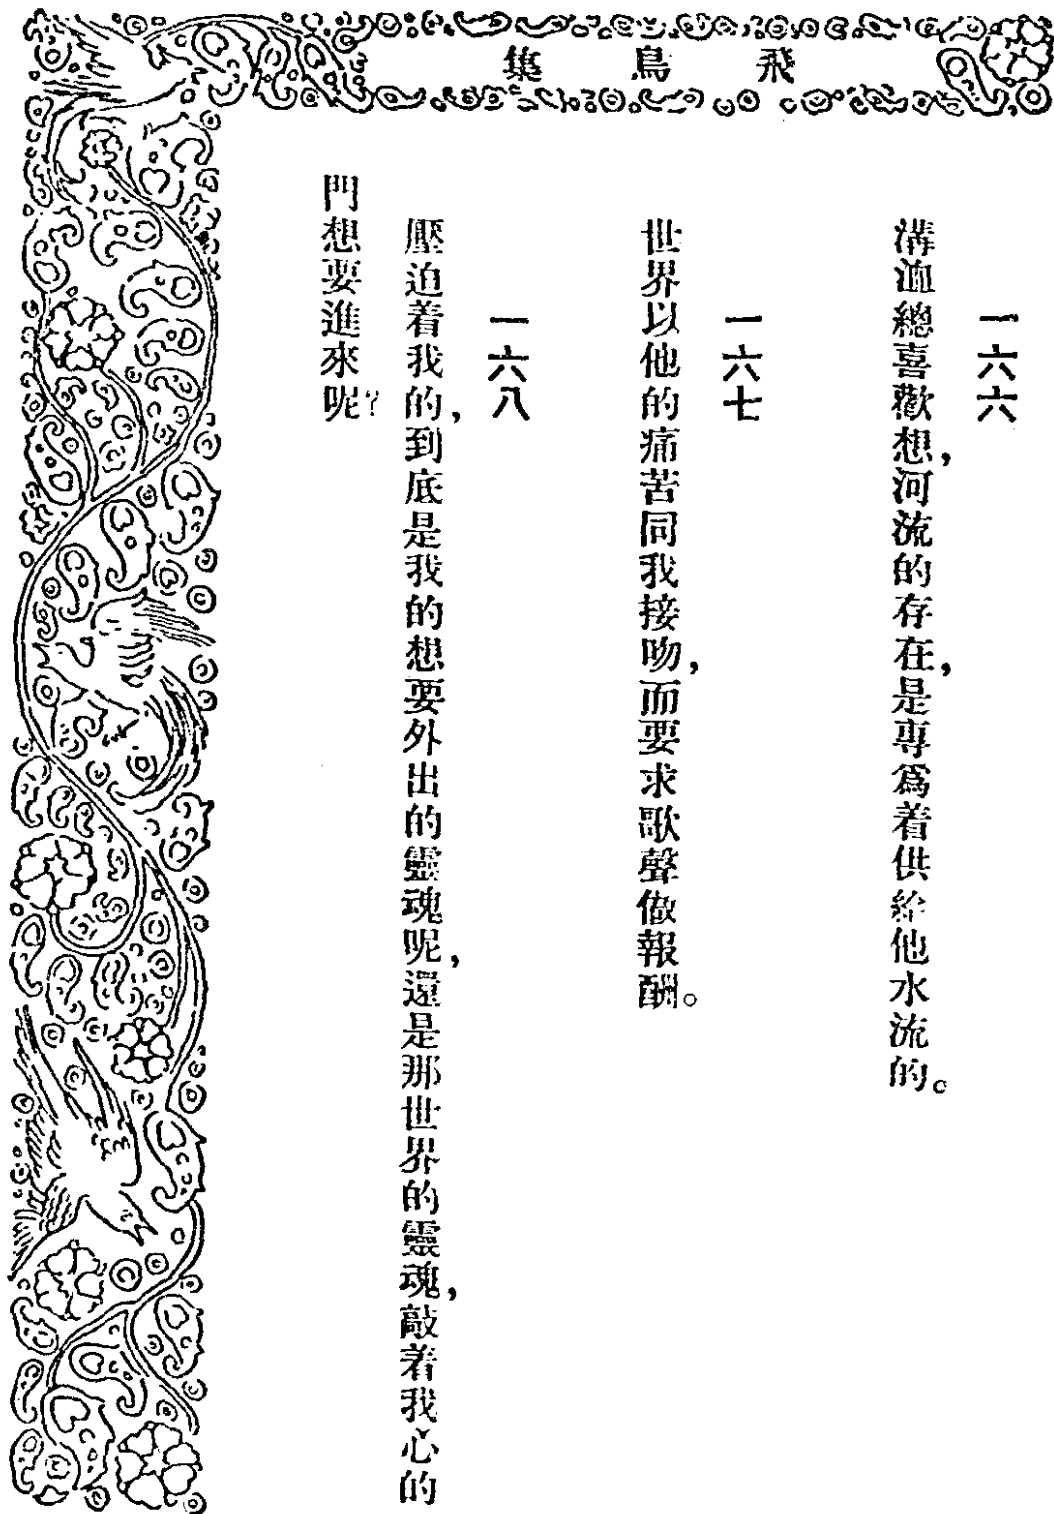 飛鳥集
一六六
溝洫總喜歡想，河流的存在，是專爲着供給他水流的。
一六七
世界以他的痛苦同我接吻，而要求歌聲做報酬。
一六八
壓迫着我的，到底是我的想要外出的靈魂呢，還是那世界的靈魂，敲着我心的
門想要進來呢？